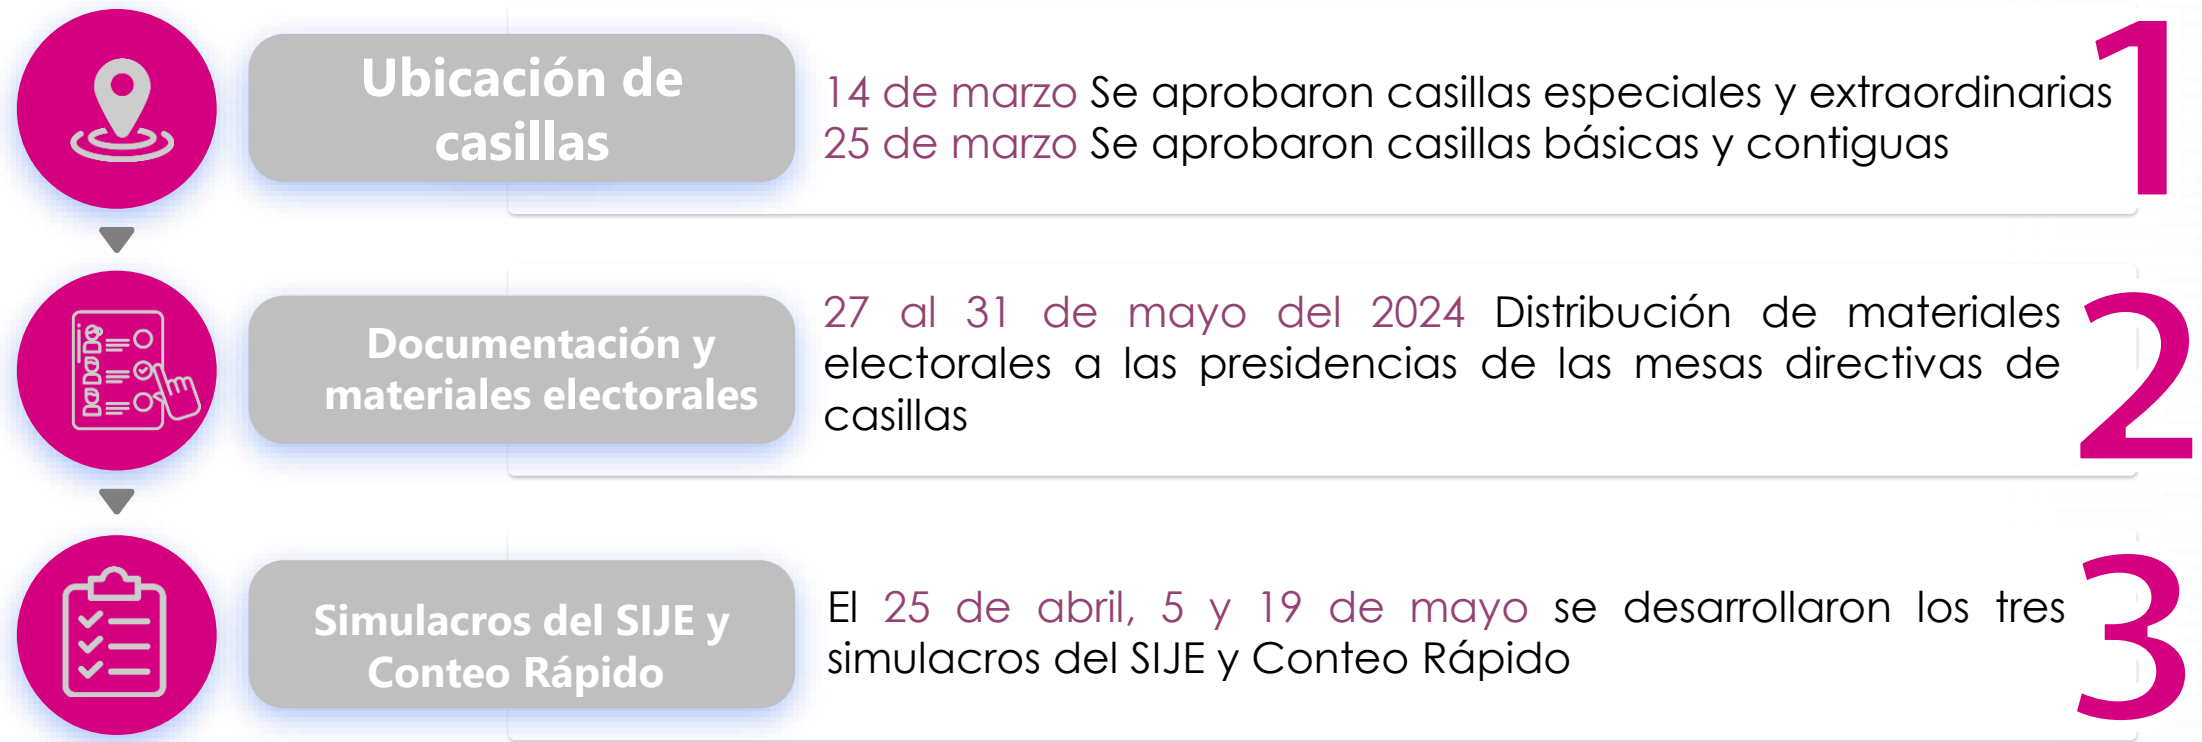 Ubicación de
casillas
14 de marzo Se aprobaron casillas especiales y extraordinarias
25 de marzo Se aprobaron casillas básicas y contiguas
1
Documentación y
materiales electorales
27 al 31 de mayo del 2024 Distribución de materiales
electorales a las presidencias de las mesas directivas de
casillas
2
Simulacros del SIJE y
Conteo Rápido
El 25 de abril, 5 y 19 de mayo se desarrollaron los tres
simulacros del SIJE y Conteo Rápido
3